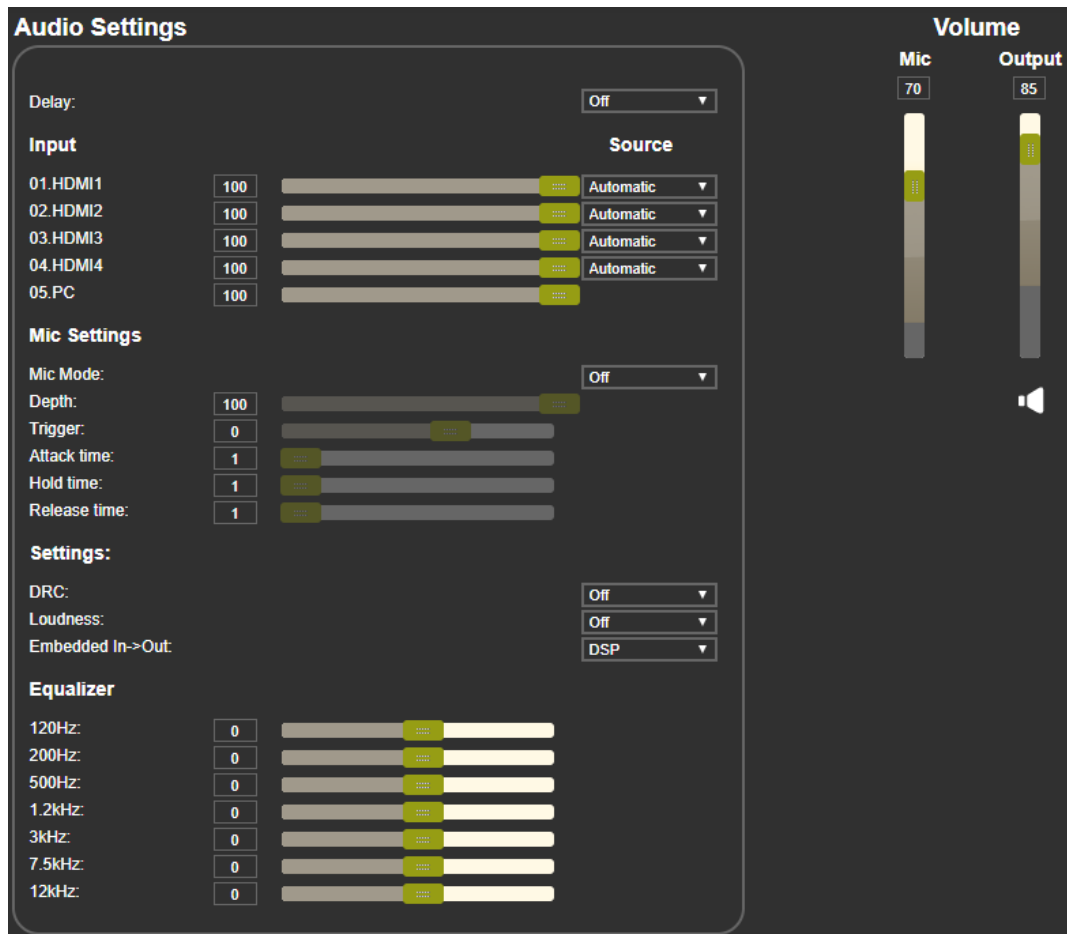 Audio Settings
Volume
Mic Output
70 85
Delay: Off
Input Source
01.HDMI1 100 Automatic
02.HDMI2 100 Automatic
03.HDMI3 100 Automatic
04.HDMI4 100 Automatic
05.PC 100
Mic Settings
Mic Mode: Off
Depth: 100
Trigger: 0
Attack time: 1
Hold time: 1
Release time: 1
Settings:
DRC: Off
Loudness: Off
Embedded In->Out: DSP
Equalizer
120Hz: 0
200Hz: 0
500Hz: 0
1.2kHz: 0
3kHz: 0
7.5kHz: 0
12kHz: 0